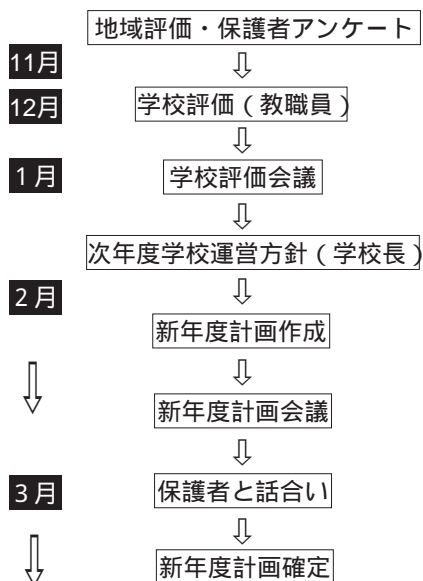 地域評価・保護者アンケート
11月
⇩
12月
学校評価(教職員)
⇩
1月
学校評価会議
⇩
次年度学校運営方針(学校長)
2月
⇩
新年度計画作成
⇩
⇩
新年度計画会議
⇩
3月
保護者と話合い
⇩
⇩
新年度計画確定